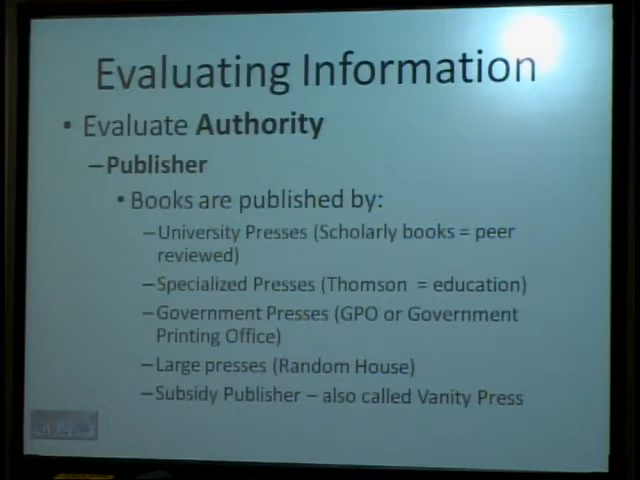 Evaluating Information
• Evaluate Authority
–Publisher
• Books are published by:
–University Presses (Scholarly books = peer
reviewed)
–Specialized Presses (Thomson = education)
–Government Presses (GPO or Government
Printing Office)
–Large presses (Random House)
–Subsidy Publisher – also called Vanity Press